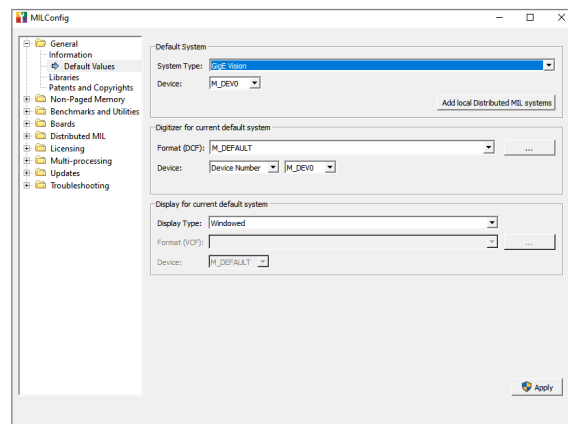 MILConfig
General
Information
Default Values
Libraries
Patents and Copyrights
Non-Paged Memory
Benchmarks and Utilities
Boards
Distributed MIL
Licensing
Multi-processing
Updates
Troubleshooting
Default System
System Type: GigE Vision
Device: M_DEV0
Add local Distributed MIL systems
Digitizer for current default system
Format (DCF): M_DEFAULT ...
Device: Device Number M_DEV0
Display for current default system
Display Type: Windowed
Format (VCF): ...
Device: M_DEFAULT
Apply